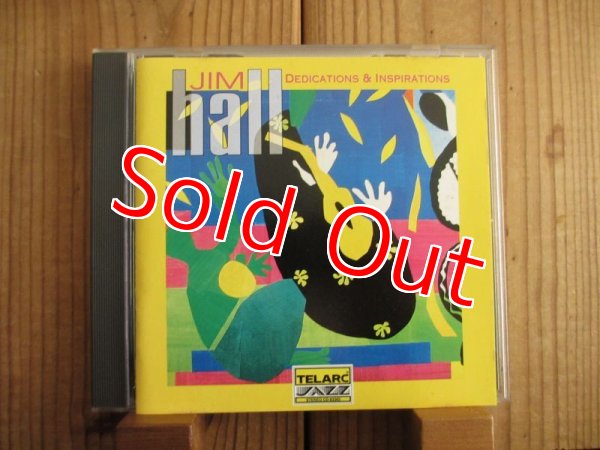 JIM
hall
DEDICATIONS & INSPIRATIONS
Sold Out
TELARC
JAZZ